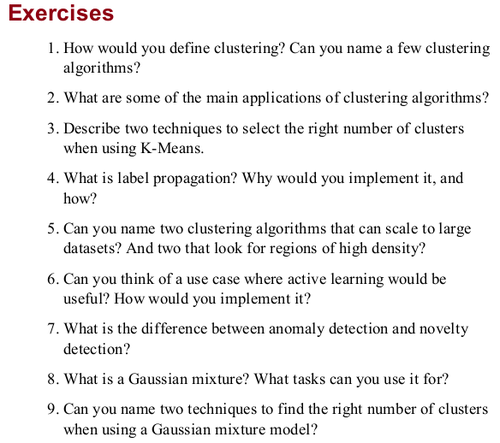 Exercises
1. How would you define clustering? Can you name a few clustering
algorithms?
2. What are some of the main applications of clustering algorithms?
3. Describe two techniques to select the right number of clusters
when using K-Means.
4. What is label propagation? Why would you implement it, and
how?
5. Can you name two clustering algorithms that can scale to large
datasets? And two that look for regions of high density?
6. Can you think of a use case where active learning would be
useful? How would you implement it?
7. What is the difference between anomaly detection and novelty
detection?
8. What is a Gaussian mixture? What tasks can you use it for?
9. Can you name two techniques to find the right number of clusters
when using a Gaussian mixture model?